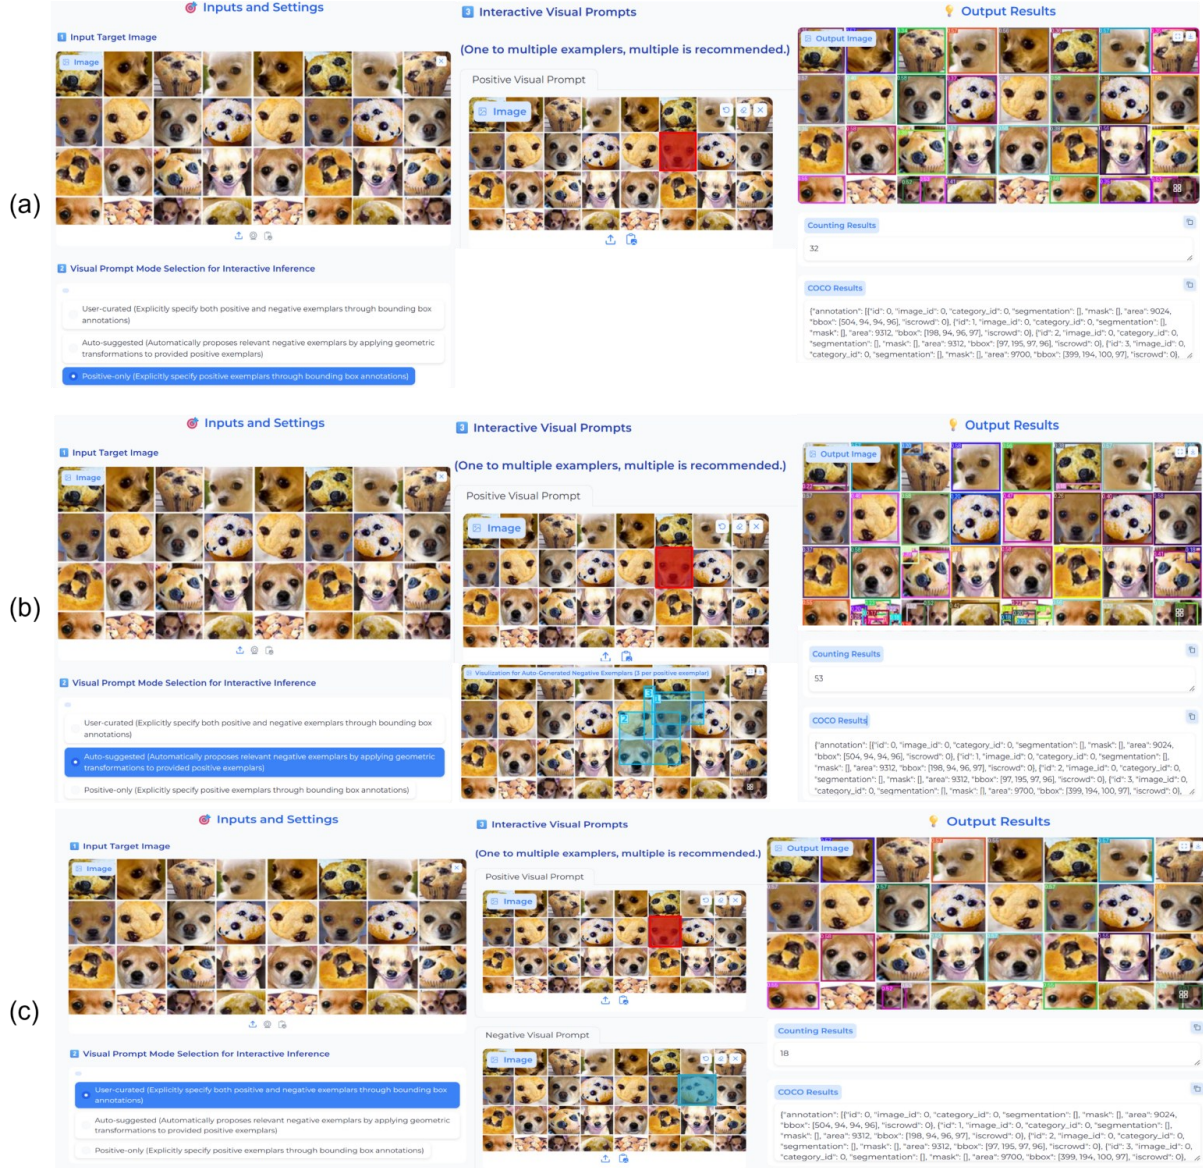 (a)
Inputs and Settings
1 Input Target Image
Image
2 Visual Prompt Mode Selection for Interactive Inference
User-curated (Explicitly specify both positive and negative exemplars through bounding box
annotations)
Auto-suggested (Automatically proposes relevant negative exemplars by applying geometric
transformations to provided positive exemplars)
Positive-only (Explicitly specify positive exemplars through bounding box annotations)
3 Interactive Visual Prompts
(One to multiple examplers, multiple is recommended.)
Positive Visual Prompt
Image
Output Results
Output Image
Counting Results
32
COCO Results
{"annotation": [{"id": 0, "image_id": 0, "category_id": 0, "segmentation": [], "mask": [], "area": 9024,
"bbox": [504, 94, 94, 96], "iscrowd": 0}, {"id": 1, "image_id": 0, "category_id": 0, "segmentation": [],
"mask": [], "area": 9312, "bbox": [198, 94, 96, 97], "iscrowd": 0}, {"id": 2, "image_id": 0, "category_id": 0,
"segmentation": [], "mask": [], "area": 9312, "bbox": [97, 195, 97, 96], "iscrowd": 0}, {"id": 3, "image_id": 0,
"category_id": 0, "segmentation": [], "mask": [], "area": 9700, "bbox": [399, 194, 100, 97], "iscrowd": 0},
(b)
Inputs and Settings
1 Input Target Image
Image
2 Visual Prompt Mode Selection for Interactive Inference
User-curated (Explicitly specify both positive and negative exemplars through bounding box
annotations)
Auto-suggested (Automatically proposes relevant negative exemplars by applying geometric
transformations to provided positive exemplars)
Positive-only (Explicitly specify positive exemplars through bounding box annotations)
3 Interactive Visual Prompts
(One to multiple examplers, multiple is recommended.)
Positive Visual Prompt
Image
Viculization for Auto-Generated Negative Exemplars (3 per positive exemplar)
Output Results
Output Image
Counting Results
53
COCO Results
{"annotation": [{"id": 0, "image_id": 0, "category_id": 0, "segmentation": [], "mask": [], "area": 9024,
"bbox": [504, 94, 94, 96], "iscrowd": 0}, {"id": 1, "image_id": 0, "category_id": 0, "segmentation": [],
"mask": [], "area": 9312, "bbox": [198, 94, 96, 97], "iscrowd": 0}, {"id": 2, "image_id": 0, "category_id": 0,
"segmentation": [], "mask": [], "area": 9312, "bbox": [97, 195, 97, 96], "iscrowd": 0}, {"id": 3, "image_id": 0,
"category_id": 0, "segmentation": [], "mask": [], "area": 9700, "bbox": [399, 194, 100, 97], "iscrowd": 0},
(c)
Inputs and Settings
1 Input Target Image
Image
2 Visual Prompt Mode Selection for Interactive Inference
User-curated (Explicitly specify both positive and negative exemplars through bounding box
annotations)
Auto-suggested (Automatically proposes relevant negative exemplars by applying geometric
transformations to provided positive exemplars)
Positive-only (Explicitly specify positive exemplars through bounding box annotations)
3 Interactive Visual Prompts
(One to multiple examplers, multiple is recommended.)
Positive Visual Prompt
Image
Negative Visual Prompt
Image
Output Results
Output Image
Counting Results
18
COCO Results
{"annotation": [{"id": 0, "image_id": 0, "category_id": 0, "segmentation": [], "mask": [], "area": 9024,
"bbox": [504, 94, 94, 96], "iscrowd": 0}, {"id": 1, "image_id": 0, "category_id": 0, "segmentation": [],
"mask": [], "area": 9312, "bbox": [198, 94, 96, 97], "iscrowd": 0}, {"id": 2, "image_id": 0, "category_id": 0,
"segmentation": [], "mask": [], "area": 9312, "bbox": [97, 195, 97, 96], "iscrowd": 0}, {"id": 3, "image_id": 0,
"category_id": 0, "segmentation": [], "mask": [], "area": 9700, "bbox": [399, 194, 100, 97], "iscrowd": 0},